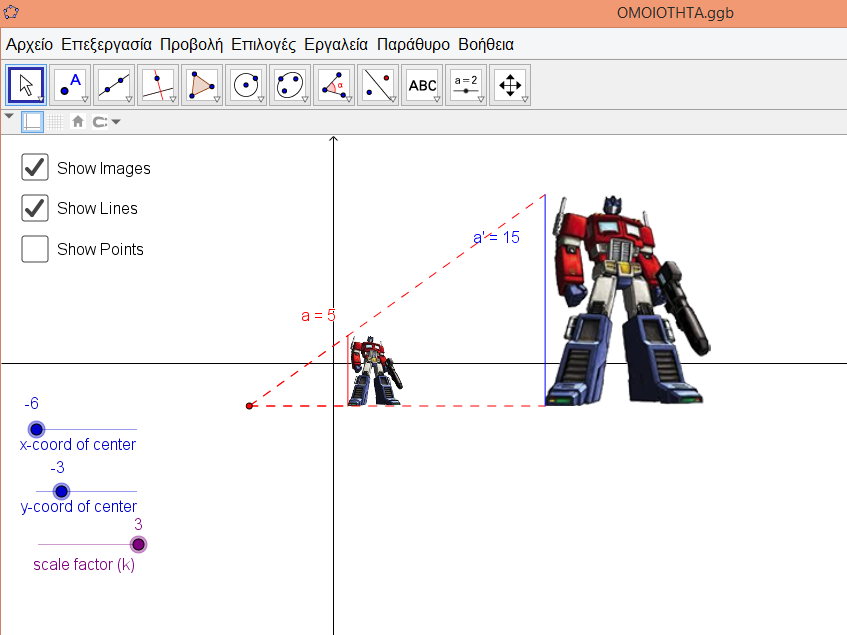 ΟΜΟΙΟΤΗΤΑ.ggb
Αρχείο Επεξεργασία Προβολή Επιλογές Εργαλεία Παράθυρο Βοήθεια
A
α
ABC
a=2
Show Images
Show Lines
Show Points
a' = 15
a = 5
-6
x-coord of center
-3
y-coord of center
3
scale factor (k)